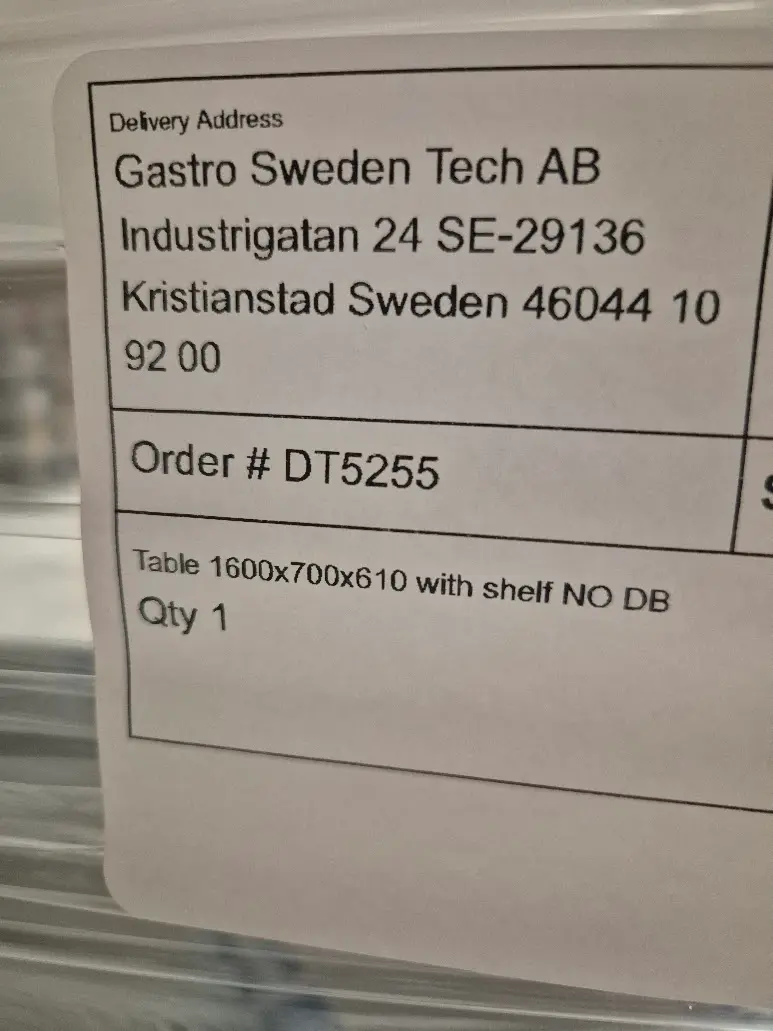 Delivery Address
Gastro Sweden Tech AB
Industrigatan 24 SE-29136
Kristianstad Sweden 46044 10
92 00
Order # DT5255
Table 1600x700x610 with shelf NO DB
Qty 1